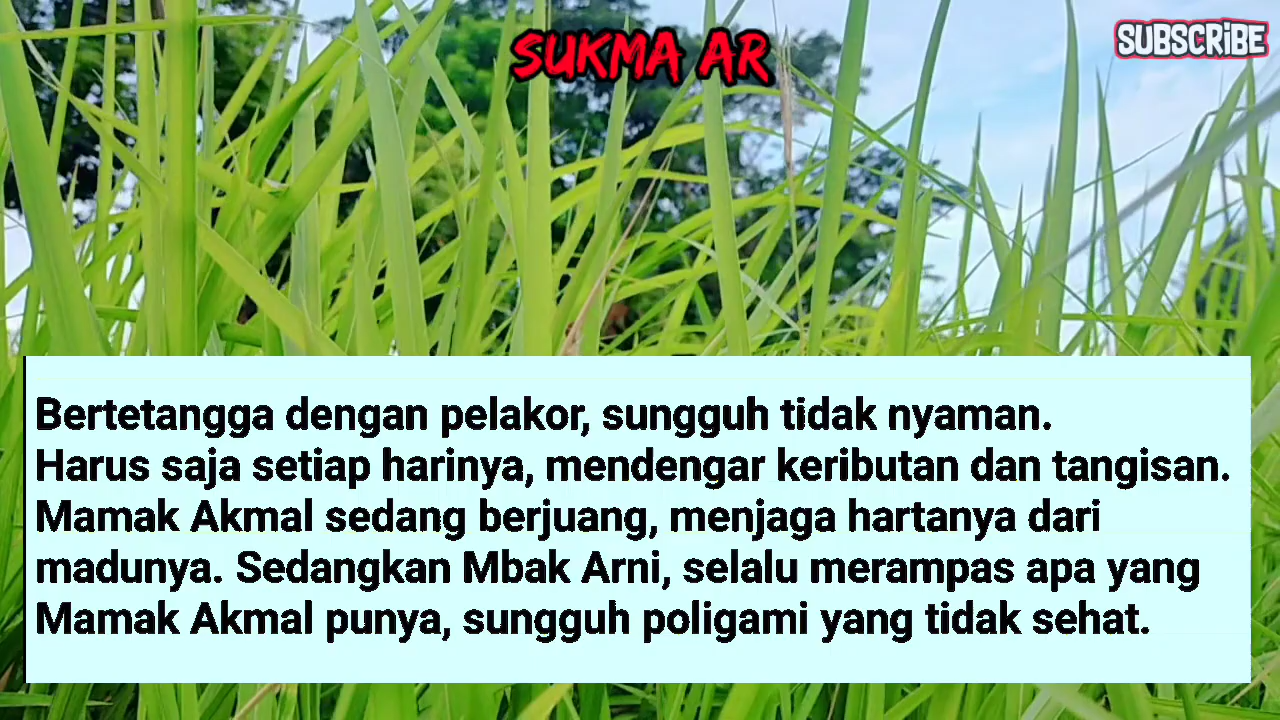 SUKMA AR
SUBSCRiBE
Bertetangga dengan pelakor, sungguh tidak nyaman.
Harus saja setiap harinya, mendengar keributan dan tangisan.
Mamak Akmal sedang berjuang, menjaga hartanya dari
madunya. Sedangkan Mbak Arni, selalu merampas apa yang
Mamak Akmal punya, sungguh poligami yang tidak sehat.